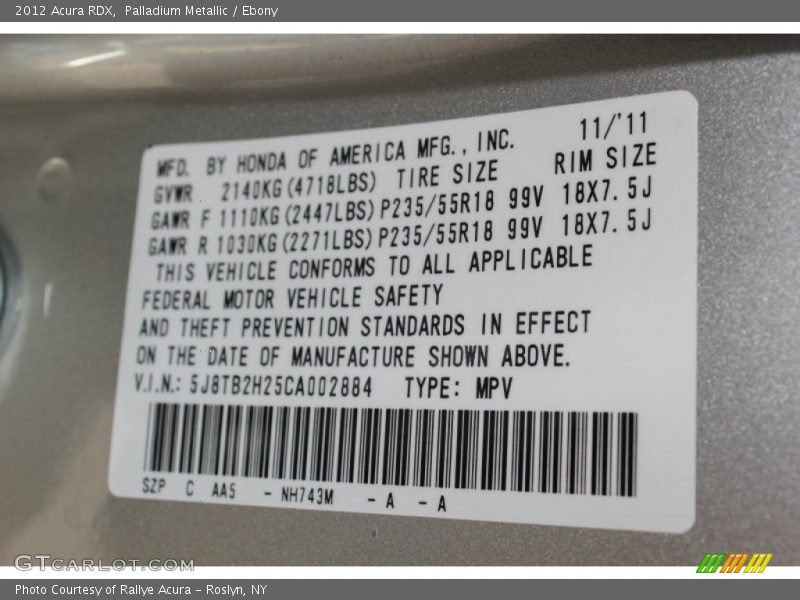 2012 Acura RDX, Palladium Metallic / Ebony
MFD. BY HONDA OF AMERICA MFG., INC. 11/'11
GVWR 2140KG(4718LBS) TIRE SIZE RIM SIZE
GAWR F 1110KG(2447LBS)P235/55R18 99V 18X7.5J
GAWR R 1030KG(2271LBS)P235/55R18 99V 18X7.5J
THIS VEHICLE CONFORMS TO ALL APPLICABLE
FEDERAL MOTOR VEHICLE SAFETY
AND THEFT PREVENTION STANDARDS IN EFFECT
ON THE DATE OF MANUFACTURE SHOWN ABOVE.
V.I.N.: 5J8TB2H25CA002884 TYPE: MPV
SZP C AA5 - NH743M - A - A
GTCARLOT.COM
Photo Courtesy of Rallye Acura - Roslyn, NY